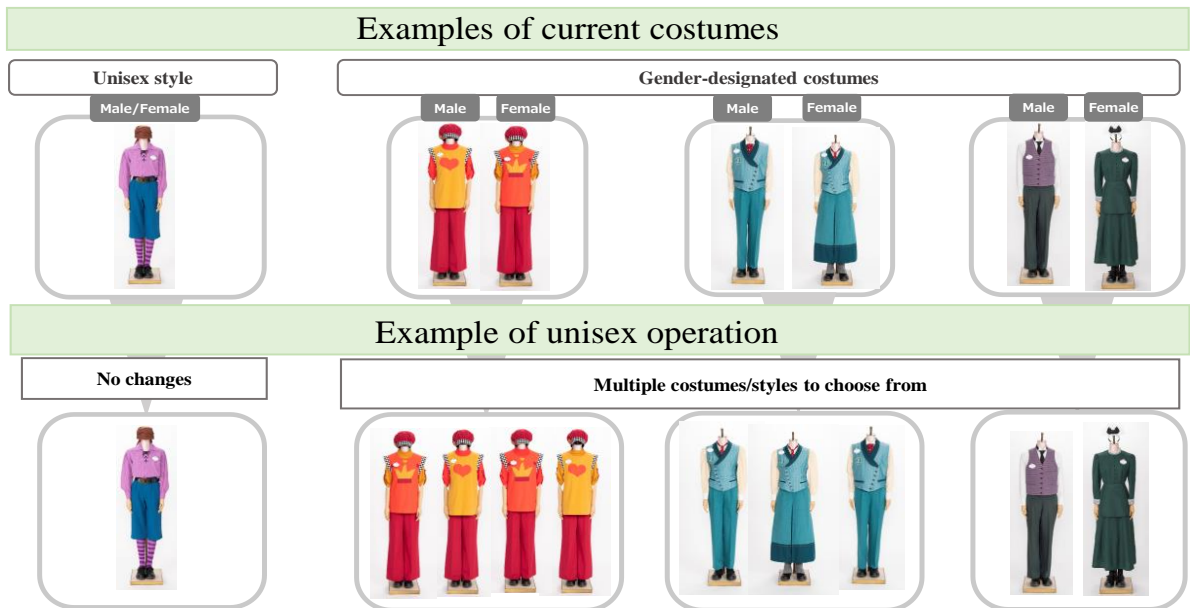 Examples of current costumes
Unisex style
Gender-designated costumes
Male/Female
Male
Female
Male
Female
Male
Female
Example of unisex operation
No changes
Multiple costumes/styles to choose from